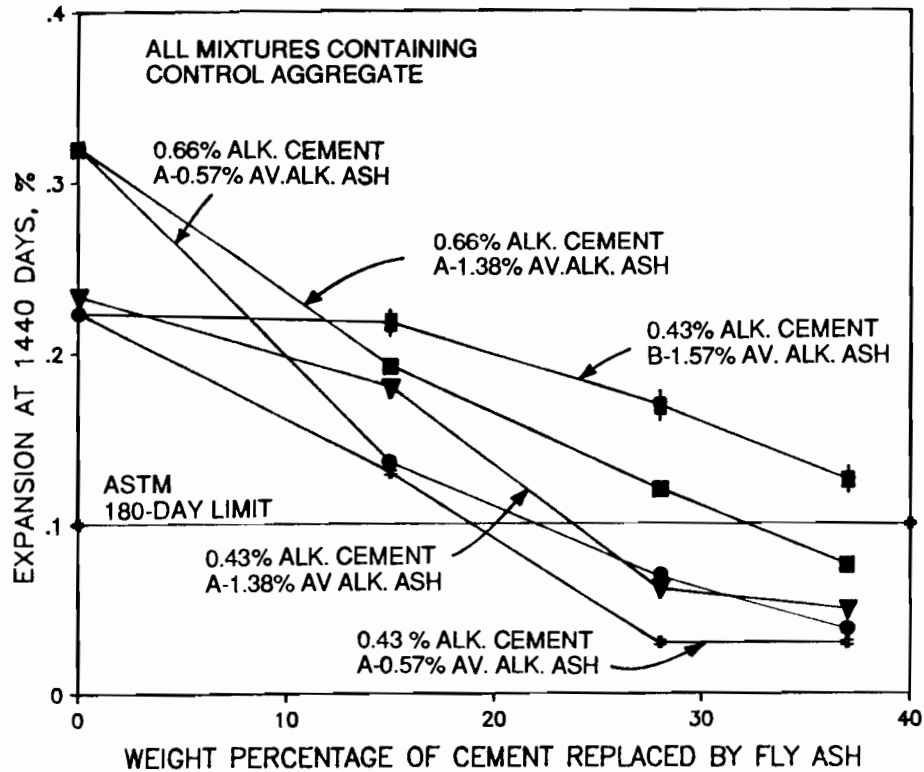 ALL MIXTURES CONTAINING
CONTROL AGGREGATE
0.66% ALK. CEMENT
A-0.57% AV.ALK. ASH
0.66% ALK. CEMENT
A-1.38% AV.ALK. ASH
0.43% ALK. CEMENT
B-1.57% AV. ALK. ASH
ASTM
180-DAY LIMIT
0.43% ALK. CEMENT
A-1.38% AV ALK. ASH
0.43 % ALK. CEMENT
A-0.57% AV. ALK. ASH
EXPANSION AT 1440 DAYS, %
.4
.3
.2
.1
0
0 10 20 30 40
WEIGHT PERCENTAGE OF CEMENT REPLACED BY FLY ASH